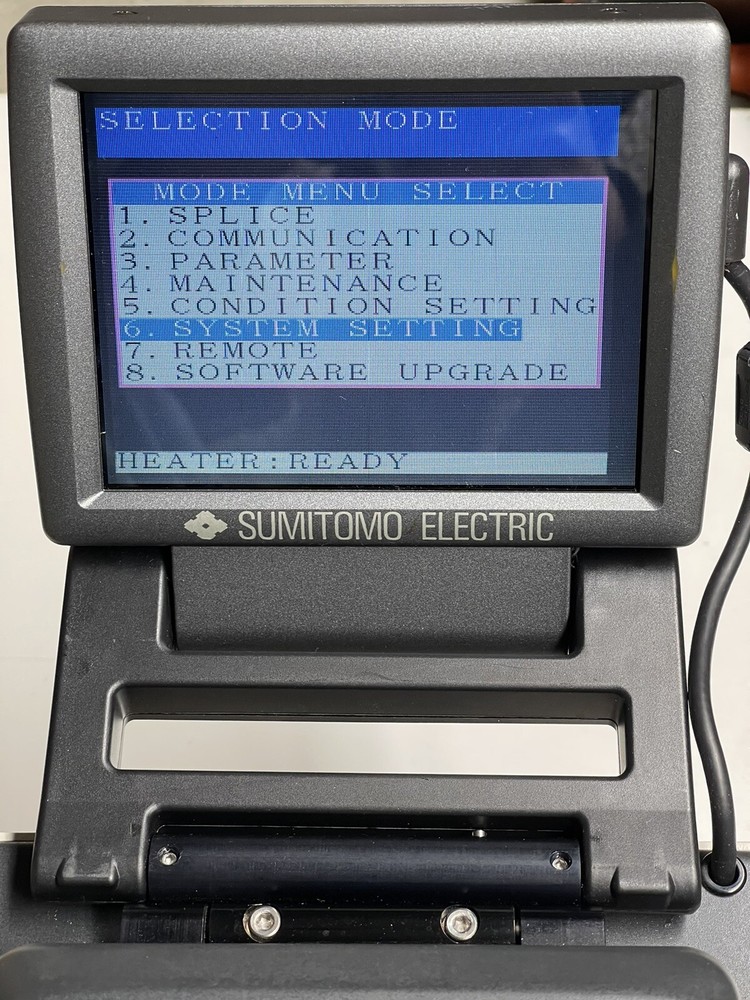 SELECTION MODE
MODE MENU SELECT
1. SPLICE
2. COMMUNICATION
3. PARAMETER
4. MAINTENANCE
5. CONDITION SETTING
6. SYSTEM SETTING
7. REMOTE
8. SOFTWARE UPGRADE
HEATER:READY
SUMITOMO ELECTRIC